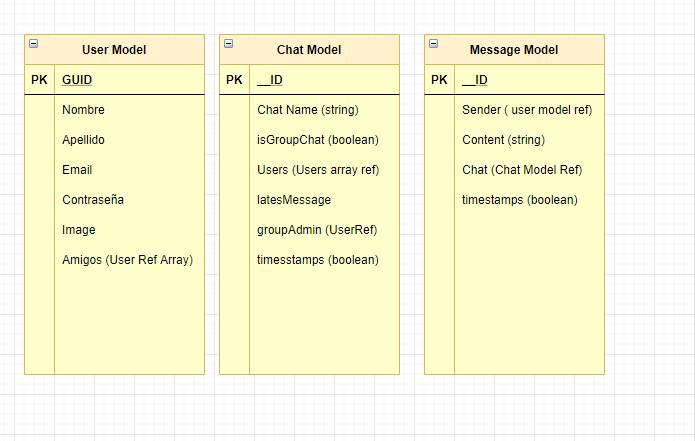 User Model
PK GUID
Nombre
Apellido
Email
Contraseña
Image
Amigos (User Ref Array)
Chat Model
PK __ID
Chat Name (string)
isGroupChat (boolean)
Users (Users array ref)
latesMessage
groupAdmin (UserRef)
timesstamps (boolean)
Message Model
PK __ID
Sender ( user model ref)
Content (string)
Chat (Chat Model Ref)
timestamps (boolean)